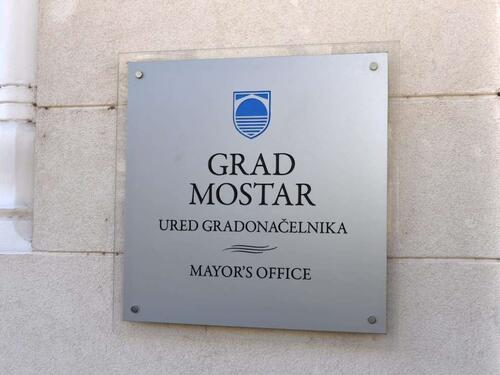 GRAD
MOSTAR
URED GRADONAČELNIKA
MAYOR'S OFFICE